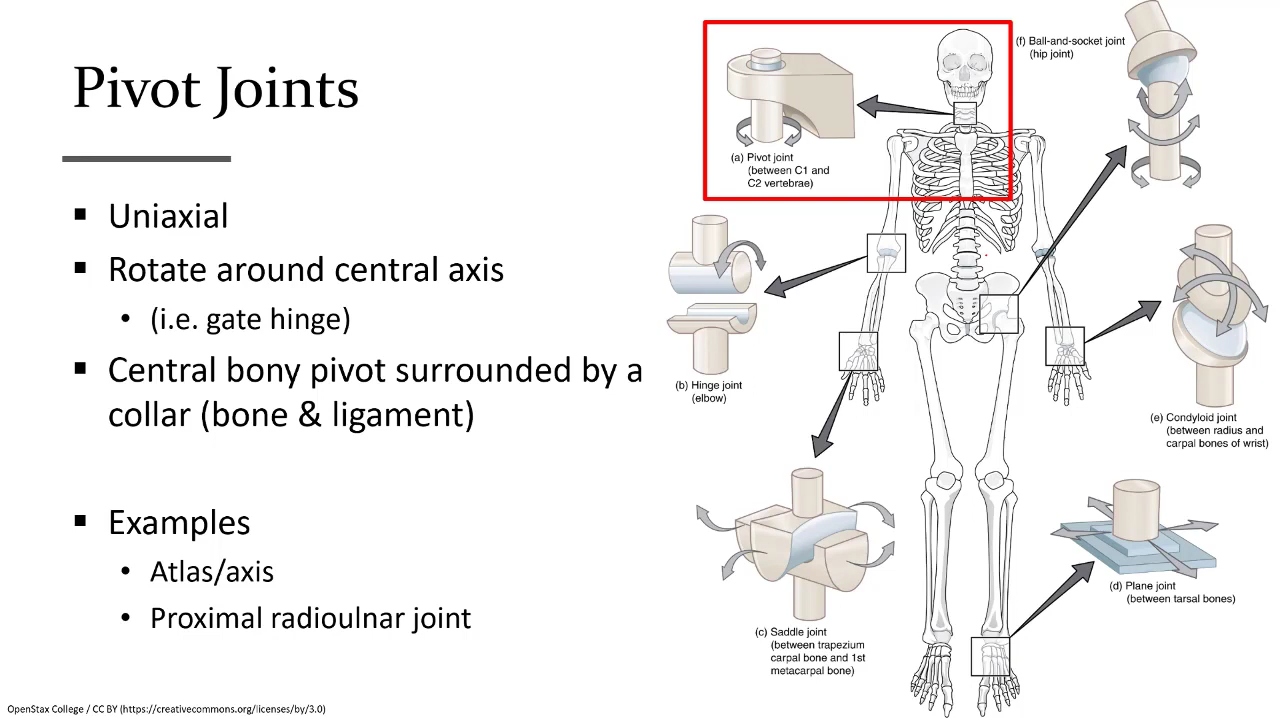 Pivot Joints
▪ Uniaxial
▪ Rotate around central axis
• (i.e. gate hinge)
▪ Central bony pivot surrounded by a
collar (bone & ligament)
▪ Examples
• Atlas/axis
• Proximal radioulnar joint
OpenStax College / CC BY (https://creativecommons.org/licenses/by/3.0)
(a) Pivot joint
(between C1 and
C2 vertebrae)
(f) Ball-and-socket joint
(hip joint)
(b) Hinge joint
(elbow)
(e) Condyloid joint
(between radius and
carpal bones of wrist)
(c) Saddle joint
(between trapezium
carpal bone and 1st
metacarpal bone)
(d) Plane joint
(between tarsal bones)